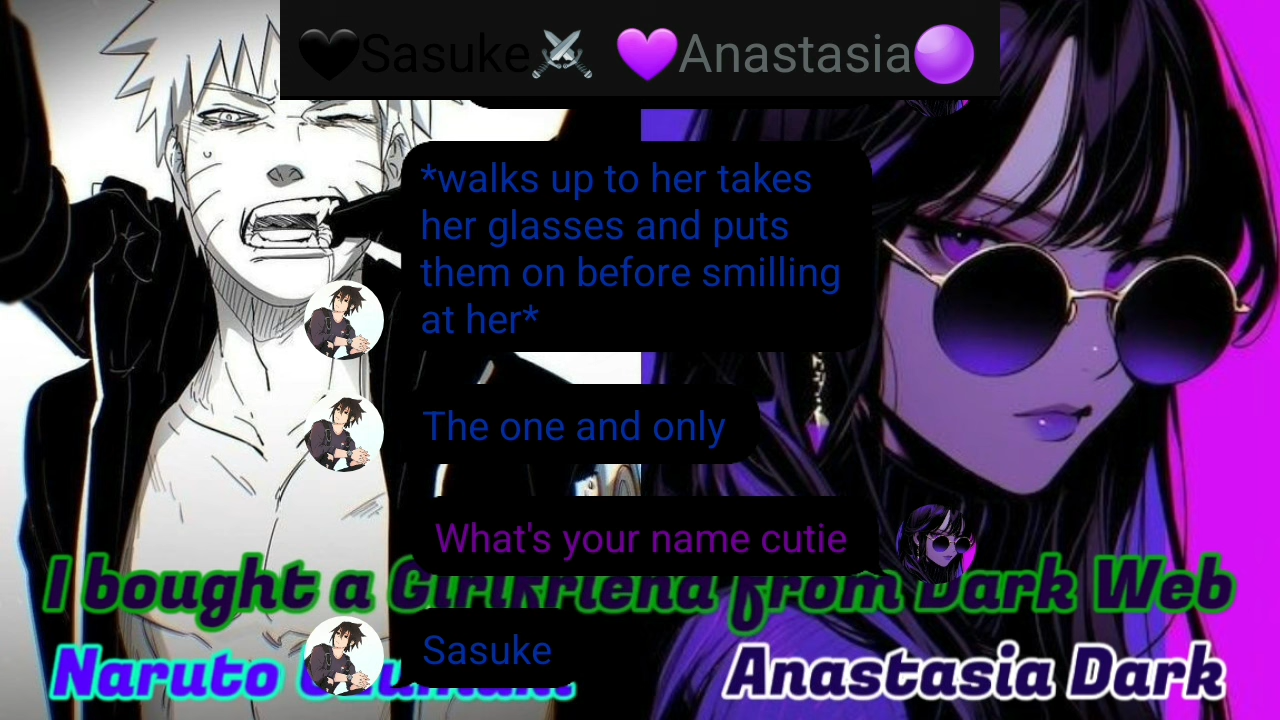 🖤Sasuke⚔️ 💜Anastasia🟣
*walks up to her takes
her glasses and puts
them on before smilling
at her*
The one and only
What's your name cutie
I bought a Girlfriend from Dark Web
Sasuke
Naruto
Anastasia Dark